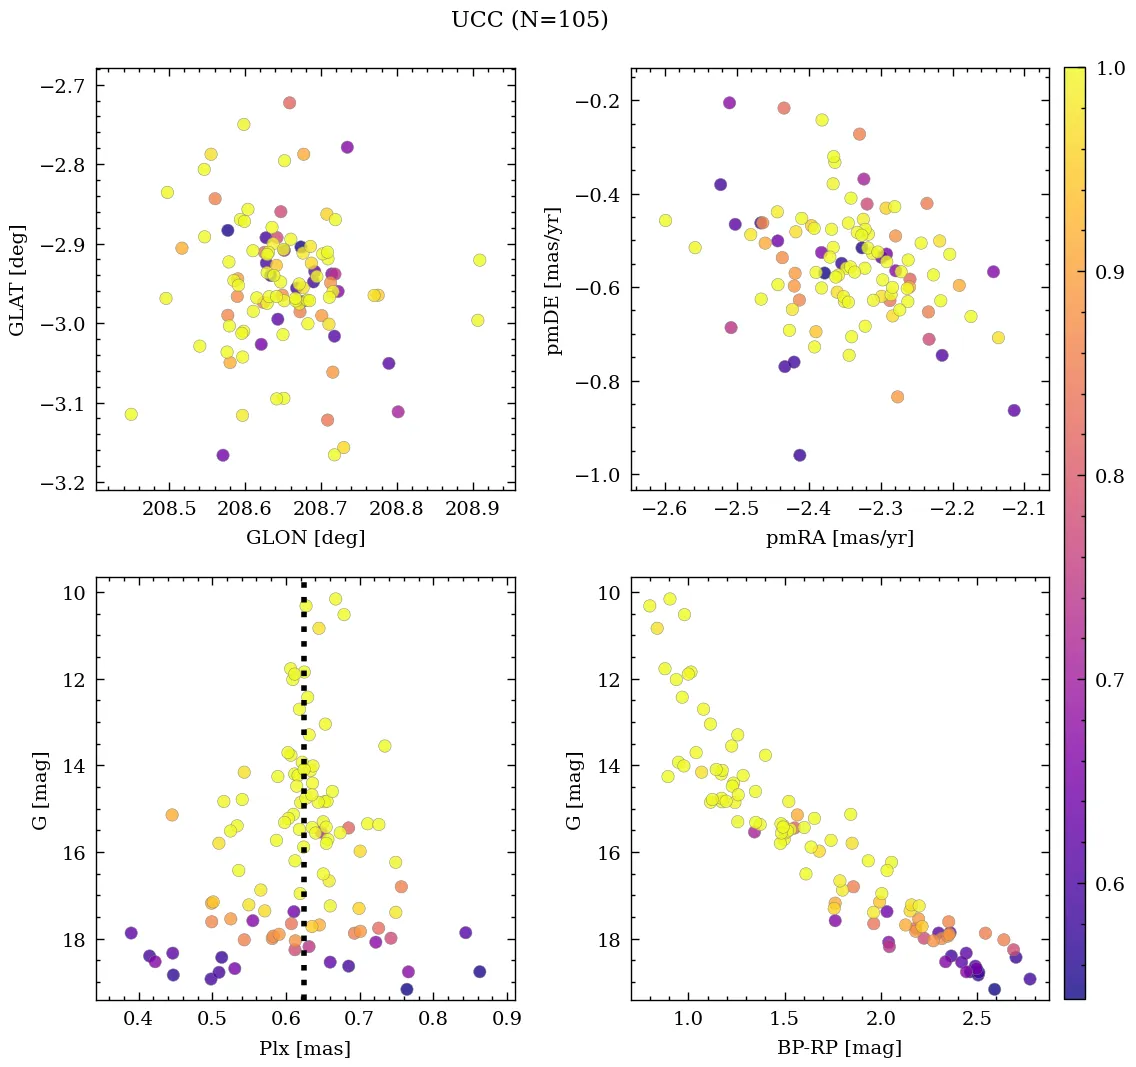 UCC (N=105)
−2.7
−2.8
−2.9
−3.0
−3.1
−3.2
GLAT [deg]
208.5 208.6 208.7 208.8 208.9
GLON [deg]
−0.2
−0.4
−0.6
−0.8
−1.0
pmDE [mas/yr]
−2.6 −2.5 −2.4 −2.3 −2.2 −2.1
pmRA [mas/yr]
10
12
14
16
18
G [mag]
0.4 0.5 0.6 0.7 0.8 0.9
Plx [mas]
10
12
14
16
18
G [mag]
1.0 1.5 2.0 2.5
BP-RP [mag]
1.0
0.9
0.8
0.7
0.6